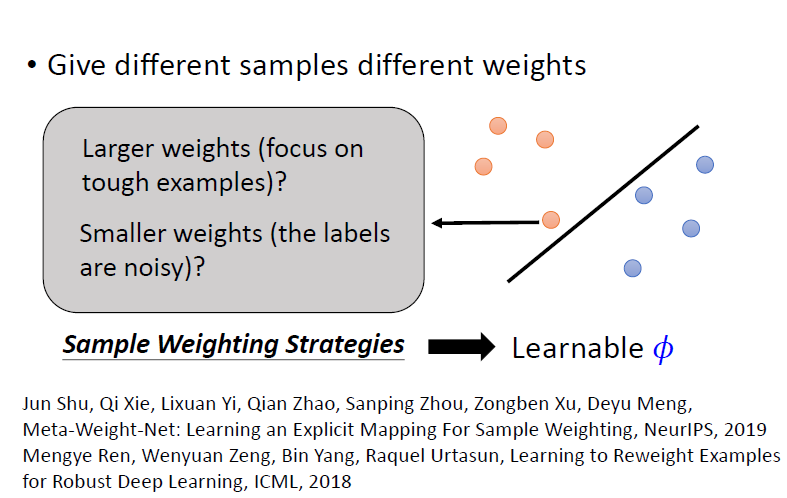 • Give different samples different weights
Larger weights (focus on
tough examples)?
Smaller weights (the labels
are noisy)?
Sample Weighting Strategies
Learnable ϕ
Jun Shu, Qi Xie, Lixuan Yi, Qian Zhao, Sanping Zhou, Zongben Xu, Deyu Meng,
Meta-Weight-Net: Learning an Explicit Mapping For Sample Weighting, NeurIPS, 2019
Mengye Ren, Wenyuan Zeng, Bin Yang, Raquel Urtasun, Learning to Reweight Examples
for Robust Deep Learning, ICML, 2018